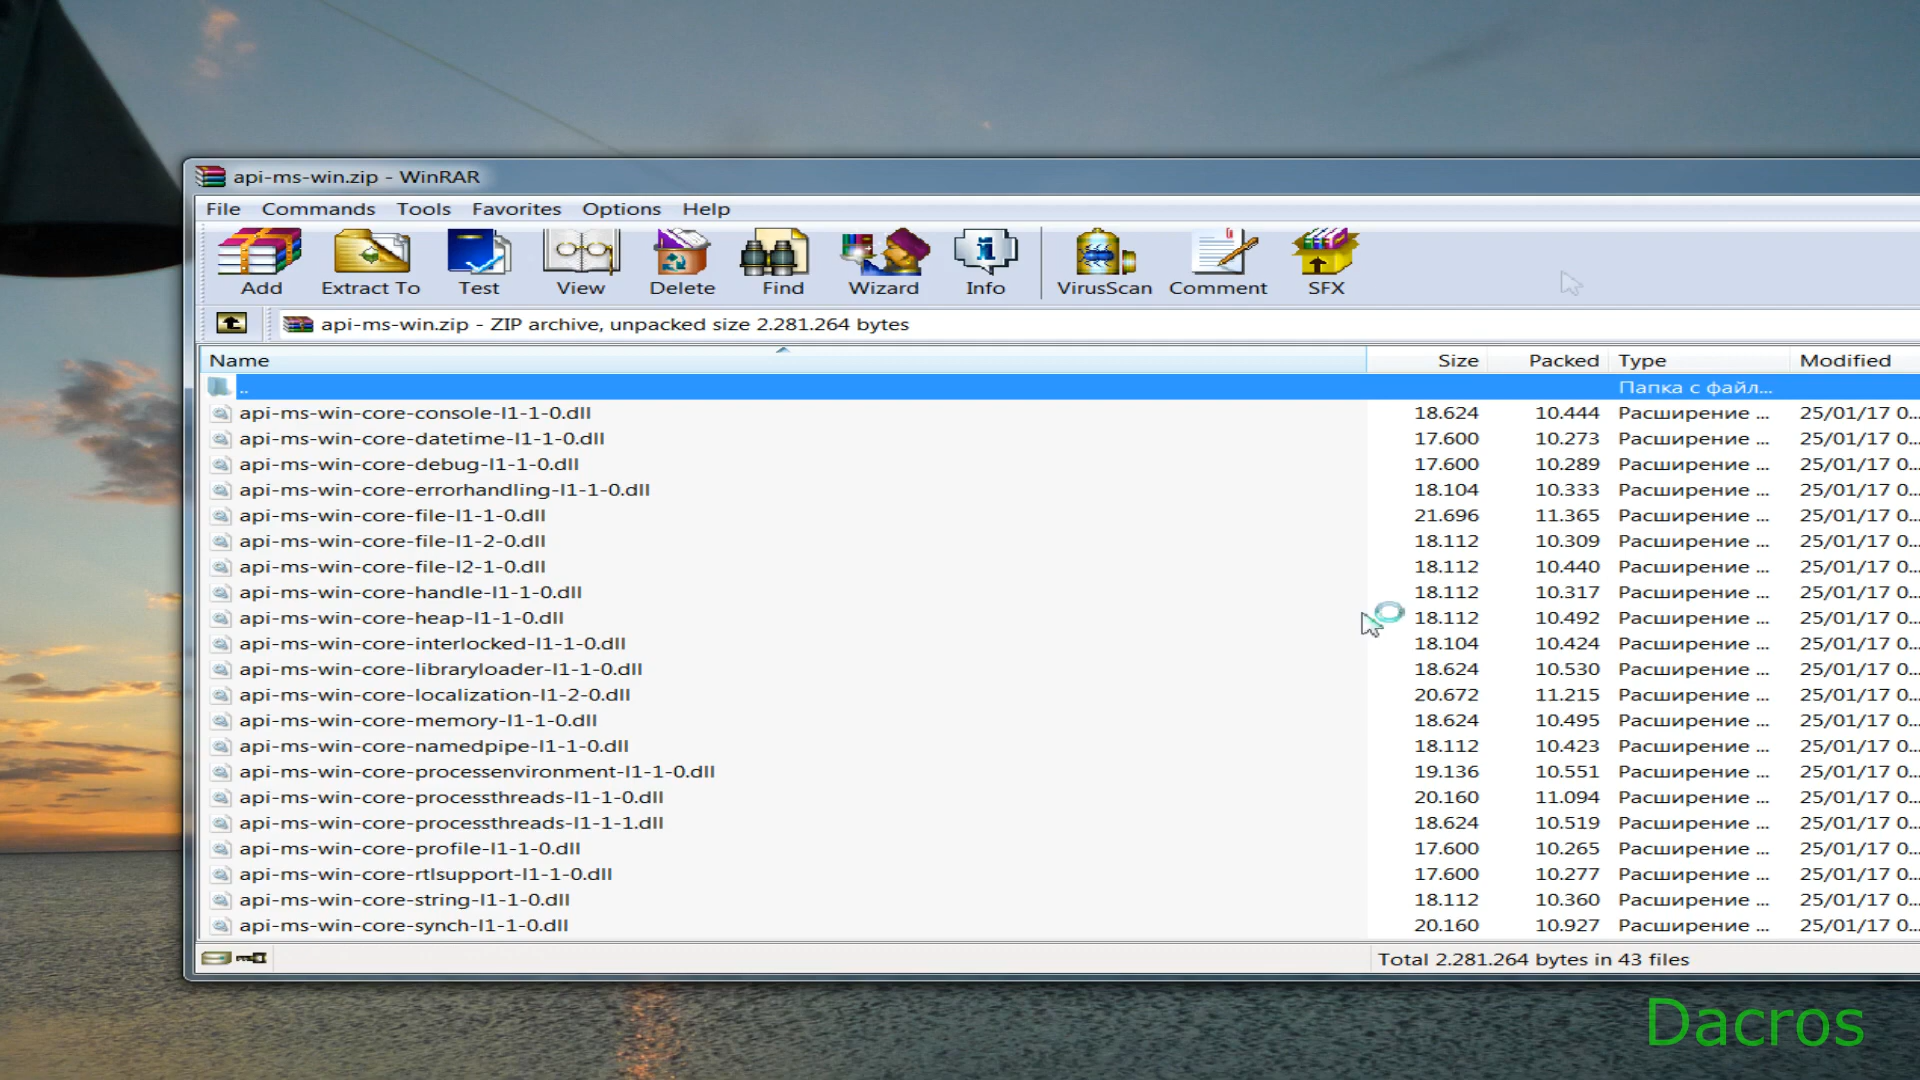 api-ms-win.zip - WinRAR
File Commands Tools Favorites Options Help
Add Extract To Test View Delete Find Wizard Info VirusScan Comment SFX
api-ms-win.zip - ZIP archive, unpacked size 2.281.264 bytes
Name Size Packed Type Modified
.. Папка с файл...
api-ms-win-core-console-l1-1-0.dll 18.624 10.444 Расширение ... 25/01/17 0...
api-ms-win-core-datetime-l1-1-0.dll 17.600 10.273 Расширение ... 25/01/17 0...
api-ms-win-core-debug-l1-1-0.dll 17.600 10.289 Расширение ... 25/01/17 0...
api-ms-win-core-errorhandling-l1-1-0.dll 18.104 10.333 Расширение ... 25/01/17 0...
api-ms-win-core-file-l1-1-0.dll 21.696 11.365 Расширение ... 25/01/17 0...
api-ms-win-core-file-l1-2-0.dll 18.112 10.309 Расширение ... 25/01/17 0...
api-ms-win-core-file-l2-1-0.dll 18.112 10.440 Расширение ... 25/01/17 0...
api-ms-win-core-handle-l1-1-0.dll 18.112 10.317 Расширение ... 25/01/17 0...
api-ms-win-core-heap-l1-1-0.dll 18.112 10.492 Расширение ... 25/01/17 0...
api-ms-win-core-interlocked-l1-1-0.dll 18.104 10.424 Расширение ... 25/01/17 0...
api-ms-win-core-libraryloader-l1-1-0.dll 18.624 10.530 Расширение ... 25/01/17 0...
api-ms-win-core-localization-l1-2-0.dll 20.672 11.215 Расширение ... 25/01/17 0...
api-ms-win-core-memory-l1-1-0.dll 18.624 10.495 Расширение ... 25/01/17 0...
api-ms-win-core-namedpipe-l1-1-0.dll 18.112 10.423 Расширение ... 25/01/17 0...
api-ms-win-core-processenvironment-l1-1-0.dll 19.136 10.551 Расширение ... 25/01/17 0...
api-ms-win-core-processthreads-l1-1-0.dll 20.160 11.094 Расширение ... 25/01/17 0...
api-ms-win-core-processthreads-l1-1-1.dll 18.624 10.519 Расширение ... 25/01/17 0...
api-ms-win-core-profile-l1-1-0.dll 17.600 10.265 Расширение ... 25/01/17 0...
api-ms-win-core-rtlsupport-l1-1-0.dll 17.600 10.277 Расширение ... 25/01/17 0...
api-ms-win-core-string-l1-1-0.dll 18.112 10.360 Расширение ... 25/01/17 0...
api-ms-win-core-synch-l1-1-0.dll 20.160 10.927 Расширение ... 25/01/17 0...
Total 2.281.264 bytes in 43 files
Dacros